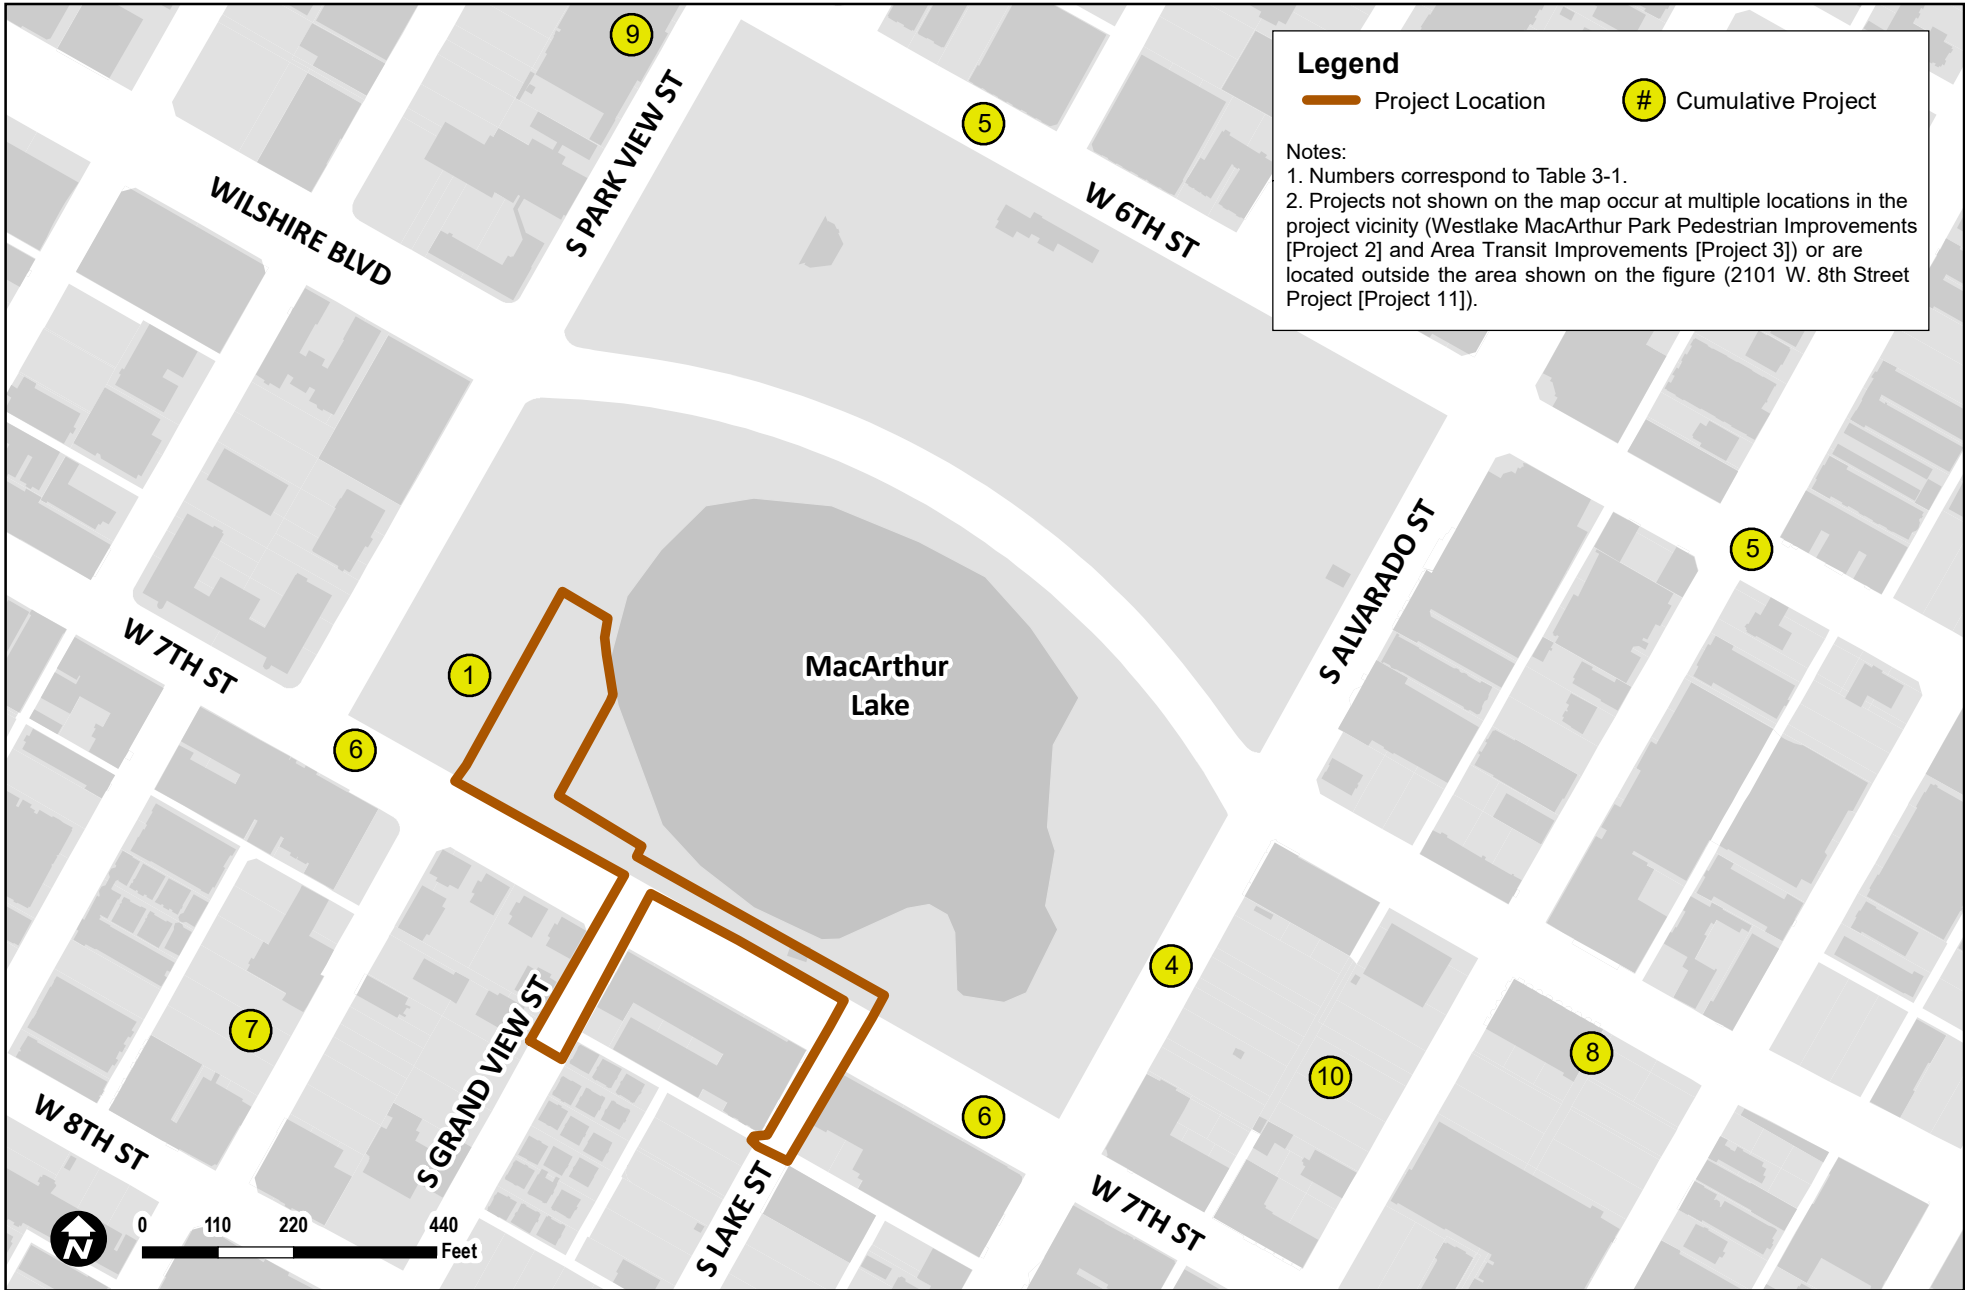 9
S PARK VIEW ST
5
W 6TH ST
Legend
Project Location
# Cumulative Project
Notes:
1. Numbers correspond to Table 3-1.
2. Projects not shown on the map occur at multiple locations in the
project vicinity (Westlake MacArthur Park Pedestrian Improvements
[Project 2] and Area Transit Improvements [Project 3]) or are
located outside the area shown on the figure (2101 W. 8th Street
Project [Project 11]).
WILSHIRE BLVD
S ALVARADO ST
5
W 7TH ST
1
MacArthur
Lake
6
4
7
S GRAND VIEW ST
10
8
6
W 8TH ST
S LAKE ST
W 7TH ST
N
0 110 220 440
Feet